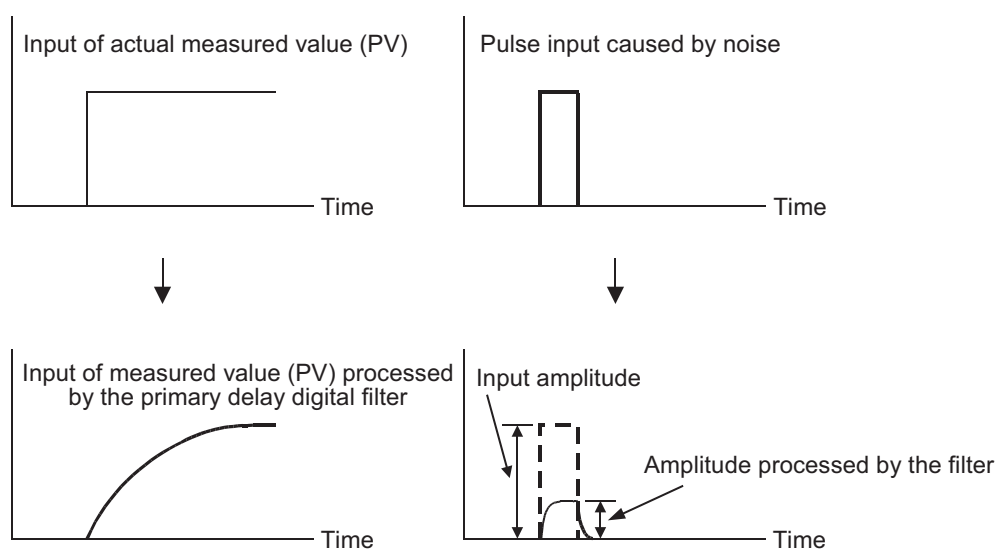 Input of actual measured value (PV)
Time
Pulse input caused by noise
Time
Input of measured value (PV) processed
by the primary delay digital filter
Time
Input amplitude
Amplitude processed by the filter
Time